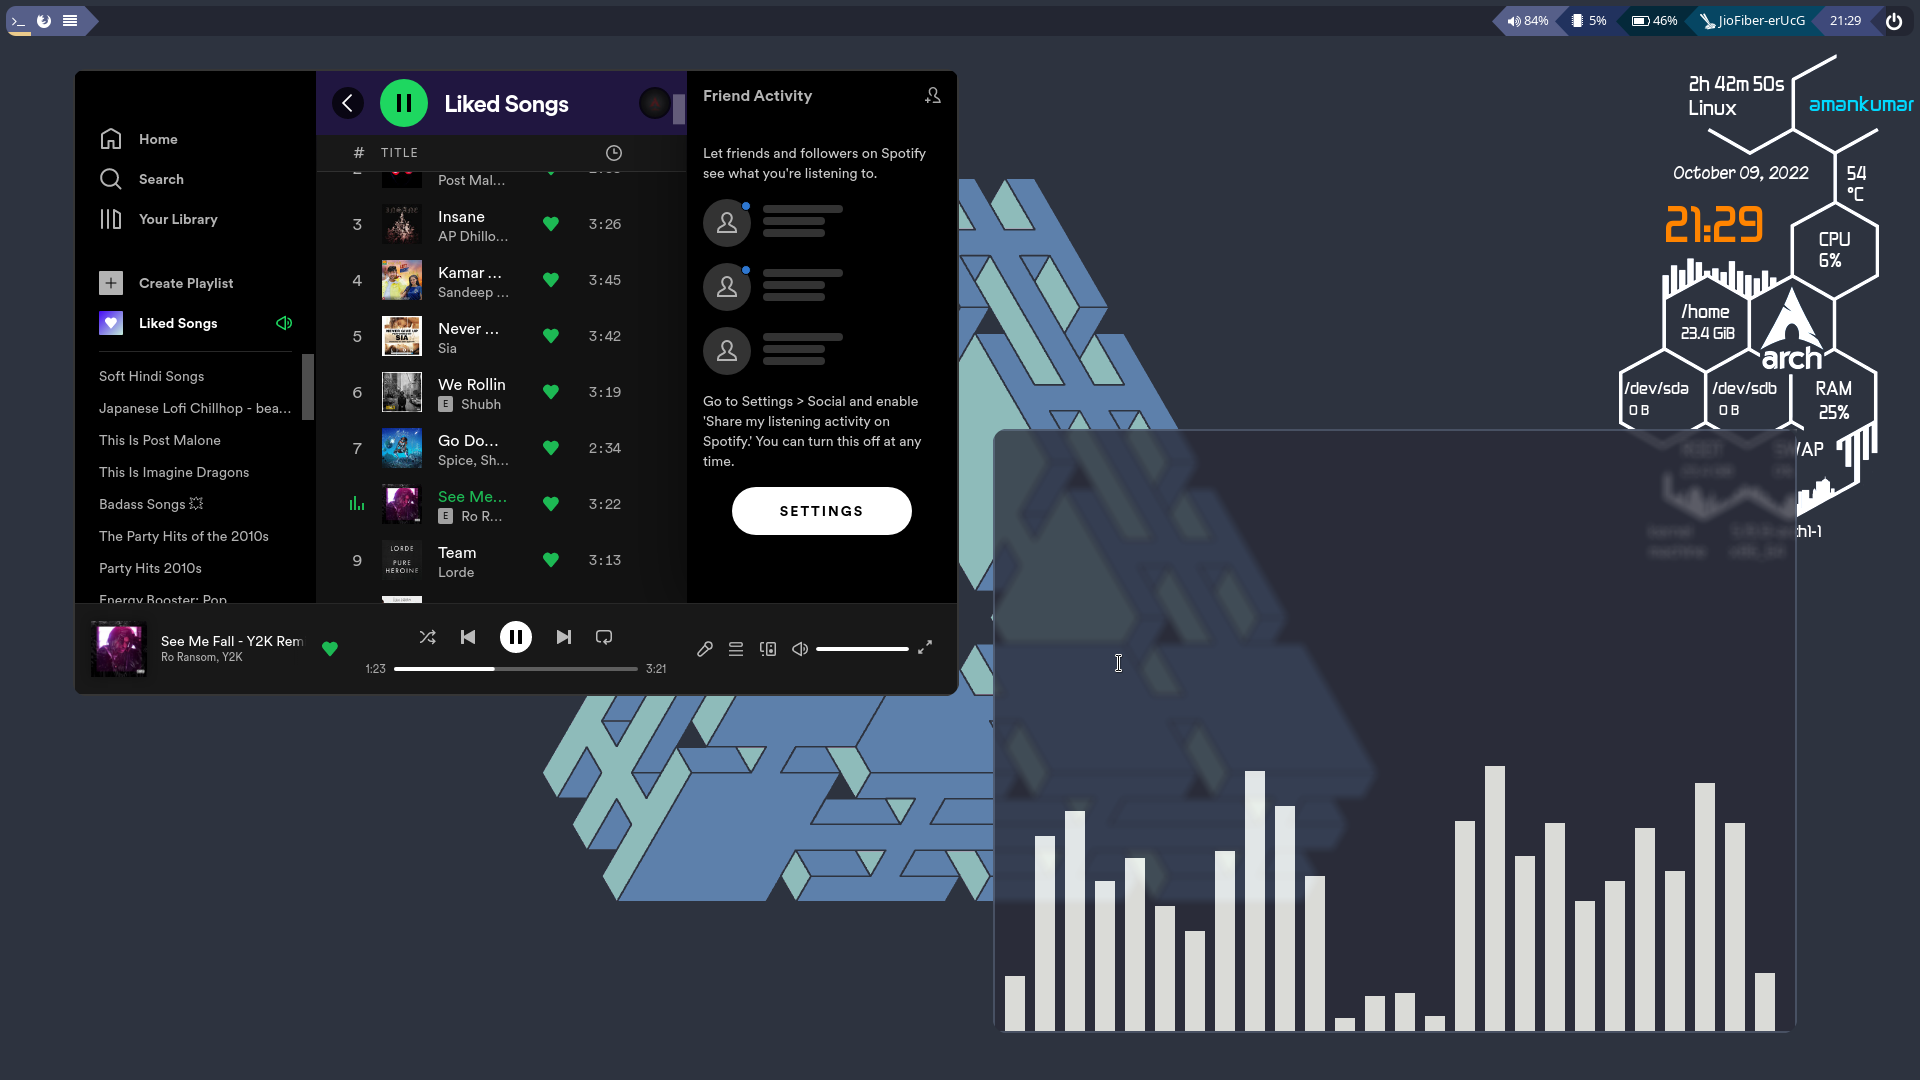 >_
84%
5%
46%
JioFiber-erUcG
21:29
Home
Search
Your Library
Create Playlist
Liked Songs
Soft Hindi Songs
Japanese Lofi Chillhop - bea...
This Is Post Malone
This Is Imagine Dragons
Badass Songs 💥
The Party Hits of the 2010s
Party Hits 2010s
Energy Booster: Pop
Liked Songs
# TITLE
Post Mal...
3 Insane 3:26
AP Dhillo...
4 Kamar ... 3:45
Sandeep ...
5 Never ... 3:42
Sia
6 We Rollin 3:19
E Shubh
7 Go Do... 2:34
Spice, Sh...
See Me... 3:22
E Ro R...
9 Team 3:13
Lorde
LORDE
PURE
HEROINE
Friend Activity
Let friends and followers on Spotify
see what you're listening to.
Go to Settings > Social and enable
'Share my listening activity on
Spotify.' You can turn this off at any
time.
SETTINGS
See Me Fall - Y2K Rem
Ro Ransom, Y2K
1:23
3:21
2h 42m 50s
Linux
amankumar
October 09, 2022
54
°C
21:29
CPU
6%
/home
23.4 GiB
arch
/dev/sda
0 B
/dev/sdb
0 B
RAM
25%